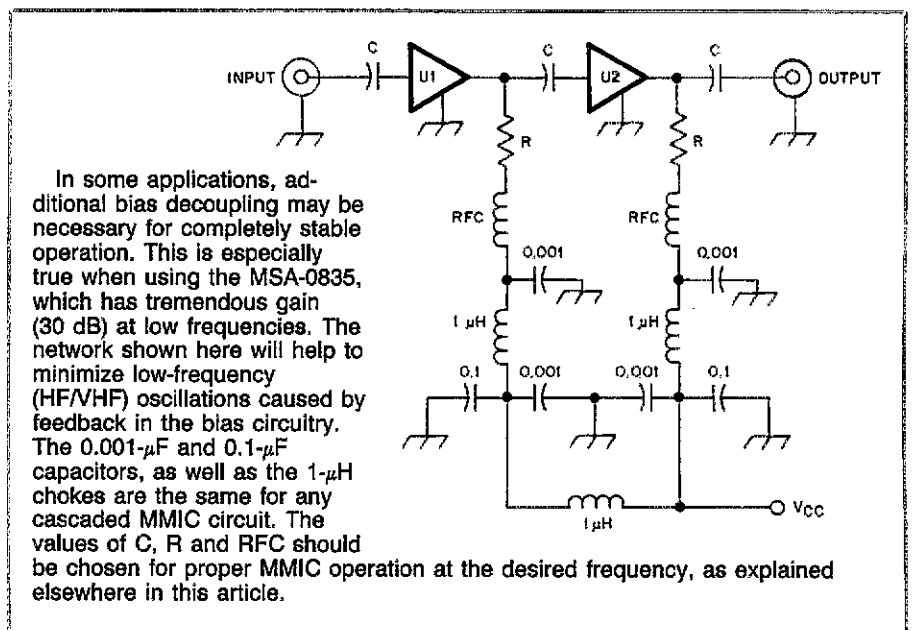 C
C
C
INPUT
U1
U2
OUTPUT
R
R
RFC
RFC
0.001
0.001
1 μH
1 μH
0.1
0.001
0.001
0.1
VCC
1 μH
In some applications, ad-
ditional bias decoupling may be
necessary for completely stable
operation. This is especially
true when using the MSA-0835,
which has tremendous gain
(30 dB) at low frequencies. The
network shown here will help to
minimize low-frequency
(HF/VHF) oscillations caused by
feedback in the bias circuitry.
The 0.001-μF and 0.1-μF
capacitors, as well as the 1-μH
chokes are the same for any
cascaded MMIC circuit. The
values of C, R and RFC should
be chosen for proper MMIC operation at the desired frequency, as explained
elsewhere in this article.